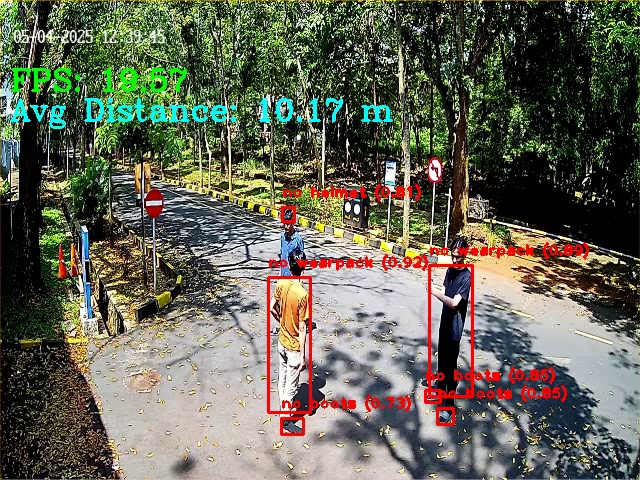 05-04-2025 12:39:45
FPS: 19.57
Avg Distance: 10.17 m
no helmet (0.81)
no wearpack (0.89)
no wearpack (0.92)
no boots (0.85)
no boots (0.85)
no boots (0.73)